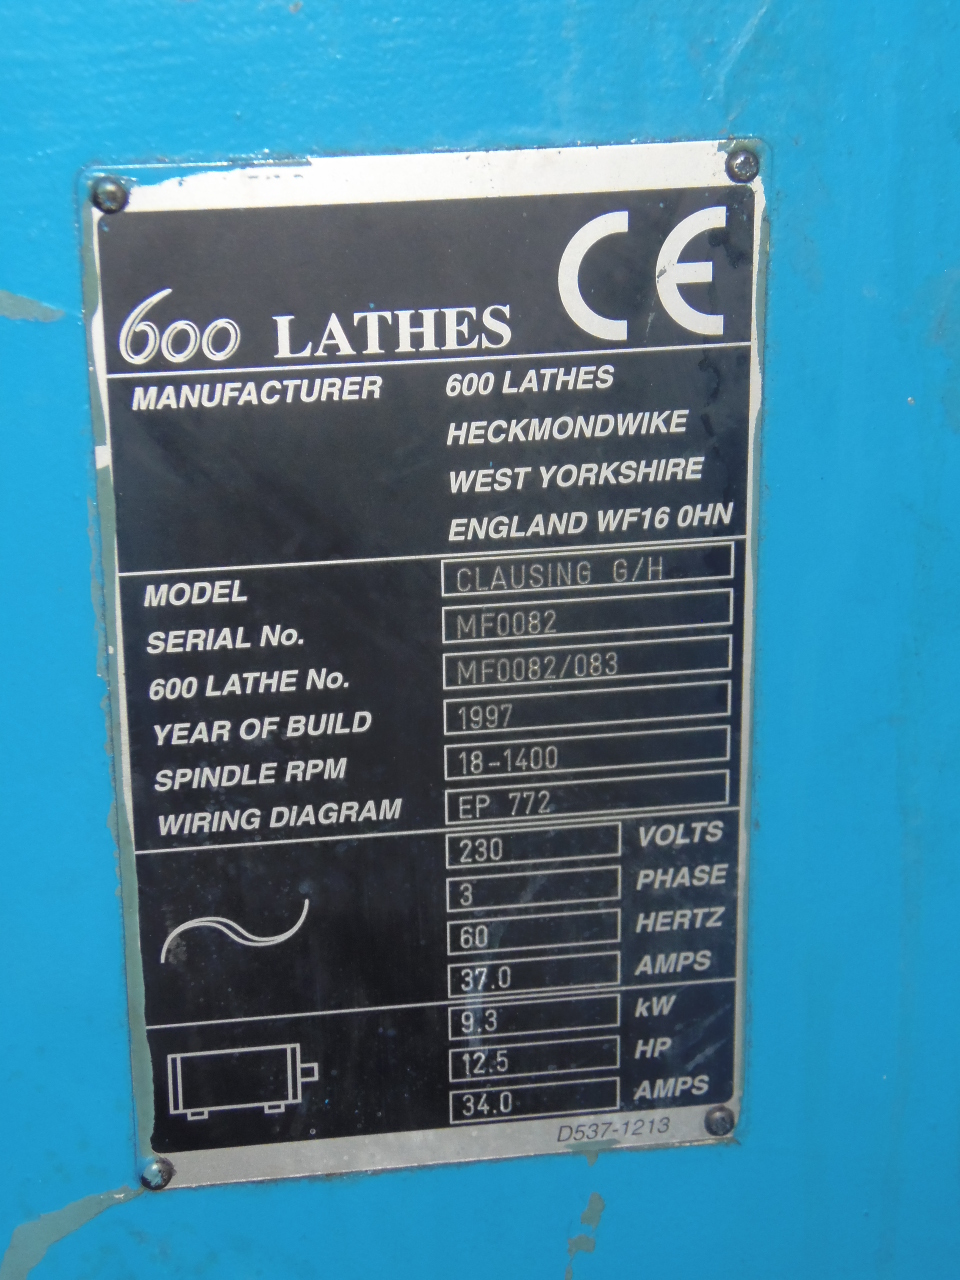 CE
600 LATHES
MANUFACTURER 600 LATHES
HECKMONDWIKE
WEST YORKSHIRE
ENGLAND WF16 0HN
MODEL CLAUSING G/H
SERIAL No. MF0082
600 LATHE No. MF0082/083
YEAR OF BUILD 1997
SPINDLE RPM 18-1400
WIRING DIAGRAM EP 772
230 VOLTS
3 PHASE
60 HERTZ
37.0 AMPS
9.3 kW
12.5 HP
34.0 AMPS
D537-1213